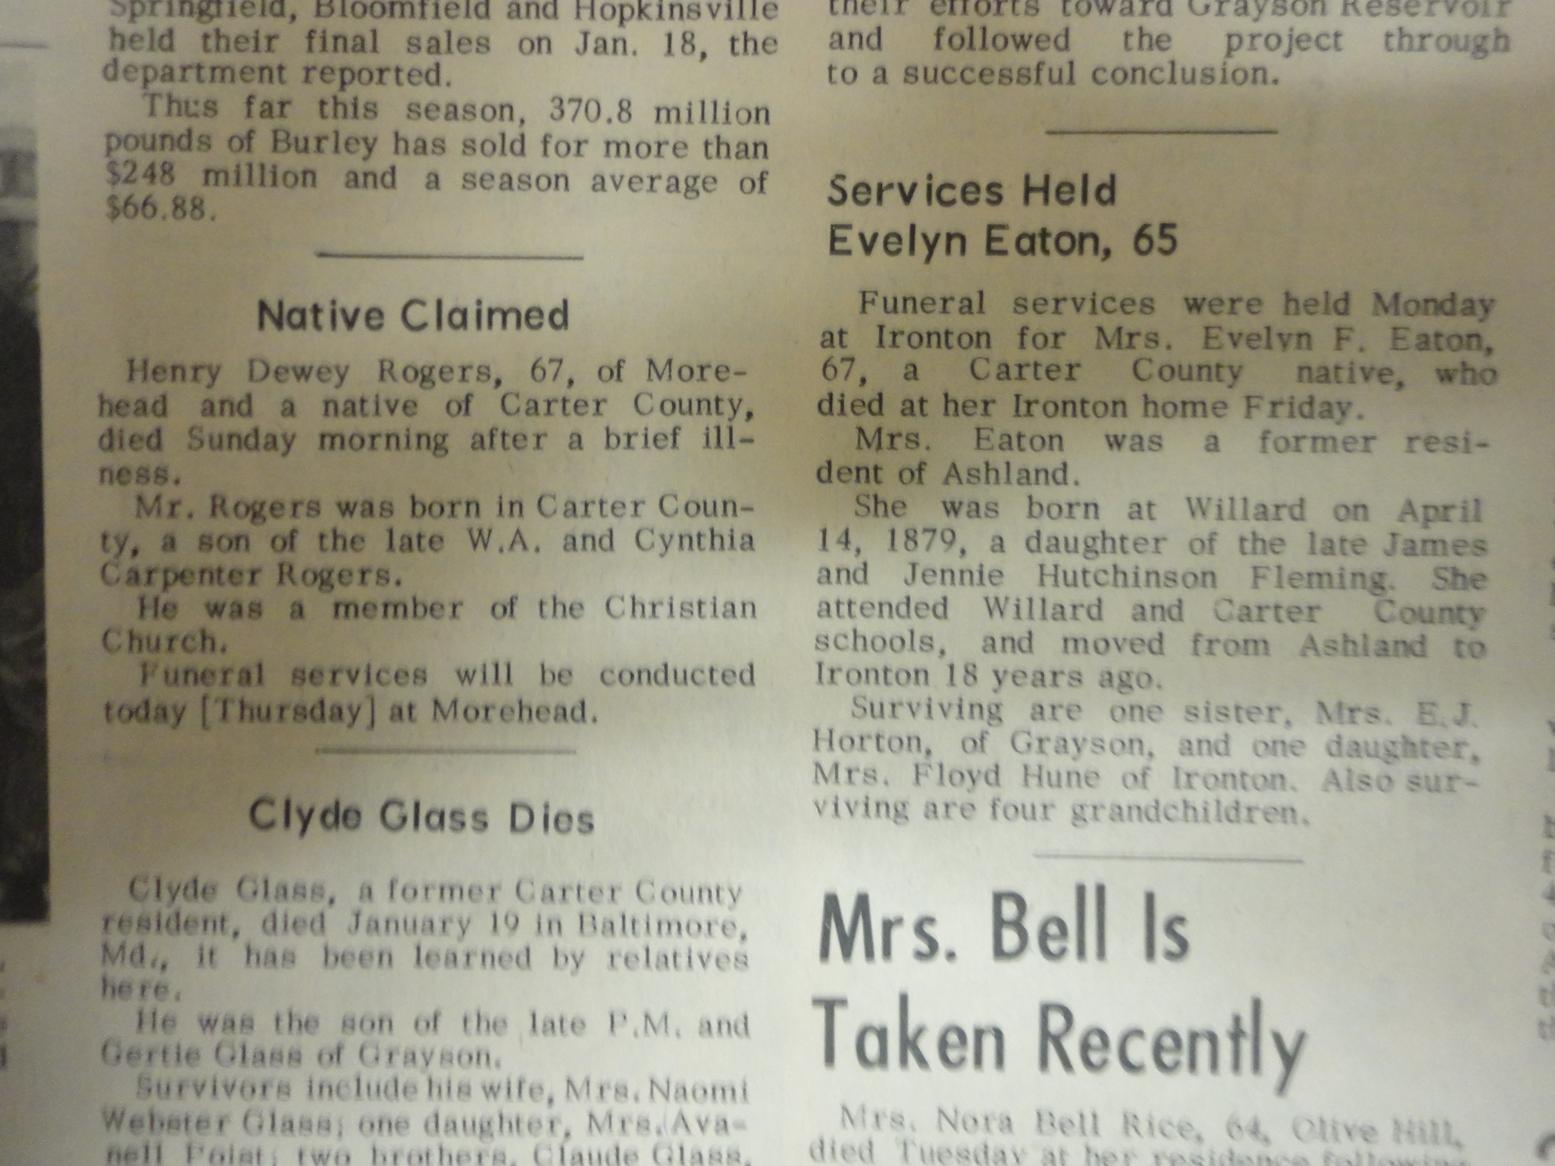 Springfield, Bloomfield and Hopkinsville
held their final sales on Jan. 18, the
department reported.
Thus far this season, 370.8 million
pounds of Burley has sold for more than
$248 million and a season average of
$66.88.
Native Claimed
Henry Dewey Rogers, 67, of More-
head and a native of Carter County,
died Sunday morning after a brief ill-
ness.
Mr. Rogers was born in Carter Coun-
ty, a son of the late W.A. and Cynthia
Carpenter Rogers.
He was a member of the Christian
Church.
Funeral services will be conducted
today [Thursday] at Morehead.
Clyde Glass Dies
Clyde Glass, a former Carter County
resident, died January 19 in Baltimore,
Md., it has been learned by relatives
here.
He was the son of the late P.M. and
Gertie Glass of Grayson.
Survivors include his wife, Mrs. Naomi
Webster Glass; one daughter, Mrs. Ava-
nell Poist; two brothers, Claude Glass,
their efforts toward Grayson Reservoir
and followed the project through
to a successful conclusion.
Services Held
Evelyn Eaton, 65
Funeral services were held Monday
at Ironton for Mrs. Evelyn F. Eaton,
67, a Carter County native, who
died at her Ironton home Friday.
Mrs. Eaton was a former resi-
dent of Ashland.
She was born at Willard on April
14, 1879, a daughter of the late James
and Jennie Hutchinson Fleming. She
attended Willard and Carter County
schools, and moved from Ashland to
Ironton 18 years ago.
Surviving are one sister, Mrs. E.J.
Horton, of Grayson, and one daughter,
Mrs. Floyd Hune of Ironton. Also sur-
viving are four grandchildren.
Mrs. Bell Is
Taken Recently
Mrs. Nora Bell Rice, 64, Olive Hill,
died Tuesday at her residence following